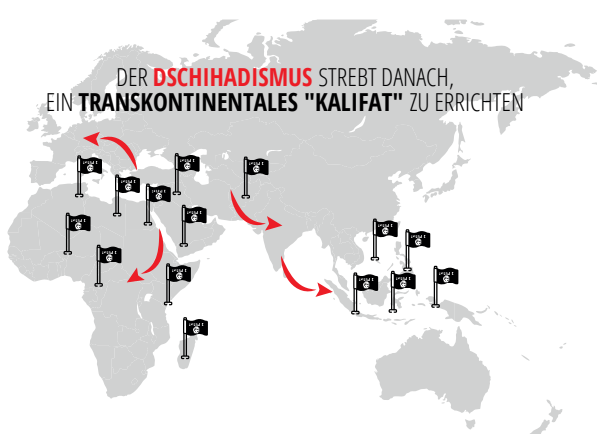 DER DSCHIHADISMUS STREBT DANACH,
EIN TRANSKONTINENTALES "KALIFAT" ZU ERRICHTEN